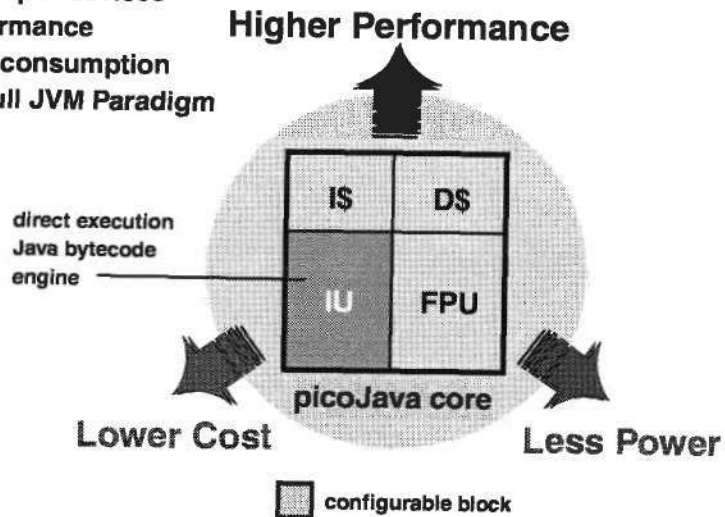 rmance
Higher Performance
consumption
ull JVM Paradigm
I$ D$
direct execution
Java bytecode
engine
IU FPU
picoJava core
Lower Cost
Less Power
configurable block